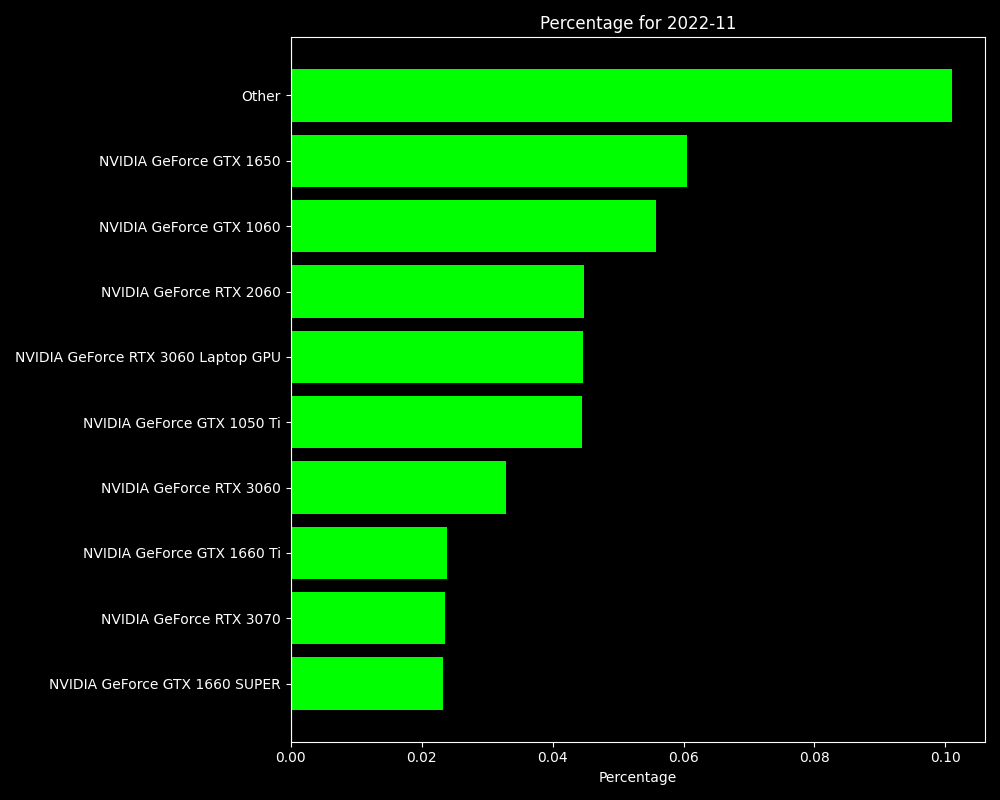 Percentage for 2022-11
Other
NVIDIA GeForce GTX 1650
NVIDIA GeForce GTX 1060
NVIDIA GeForce RTX 2060
NVIDIA GeForce RTX 3060 Laptop GPU
NVIDIA GeForce GTX 1050 Ti
NVIDIA GeForce RTX 3060
NVIDIA GeForce GTX 1660 Ti
NVIDIA GeForce RTX 3070
NVIDIA GeForce GTX 1660 SUPER
0.00 0.02 0.04 0.06 0.08 0.10
Percentage